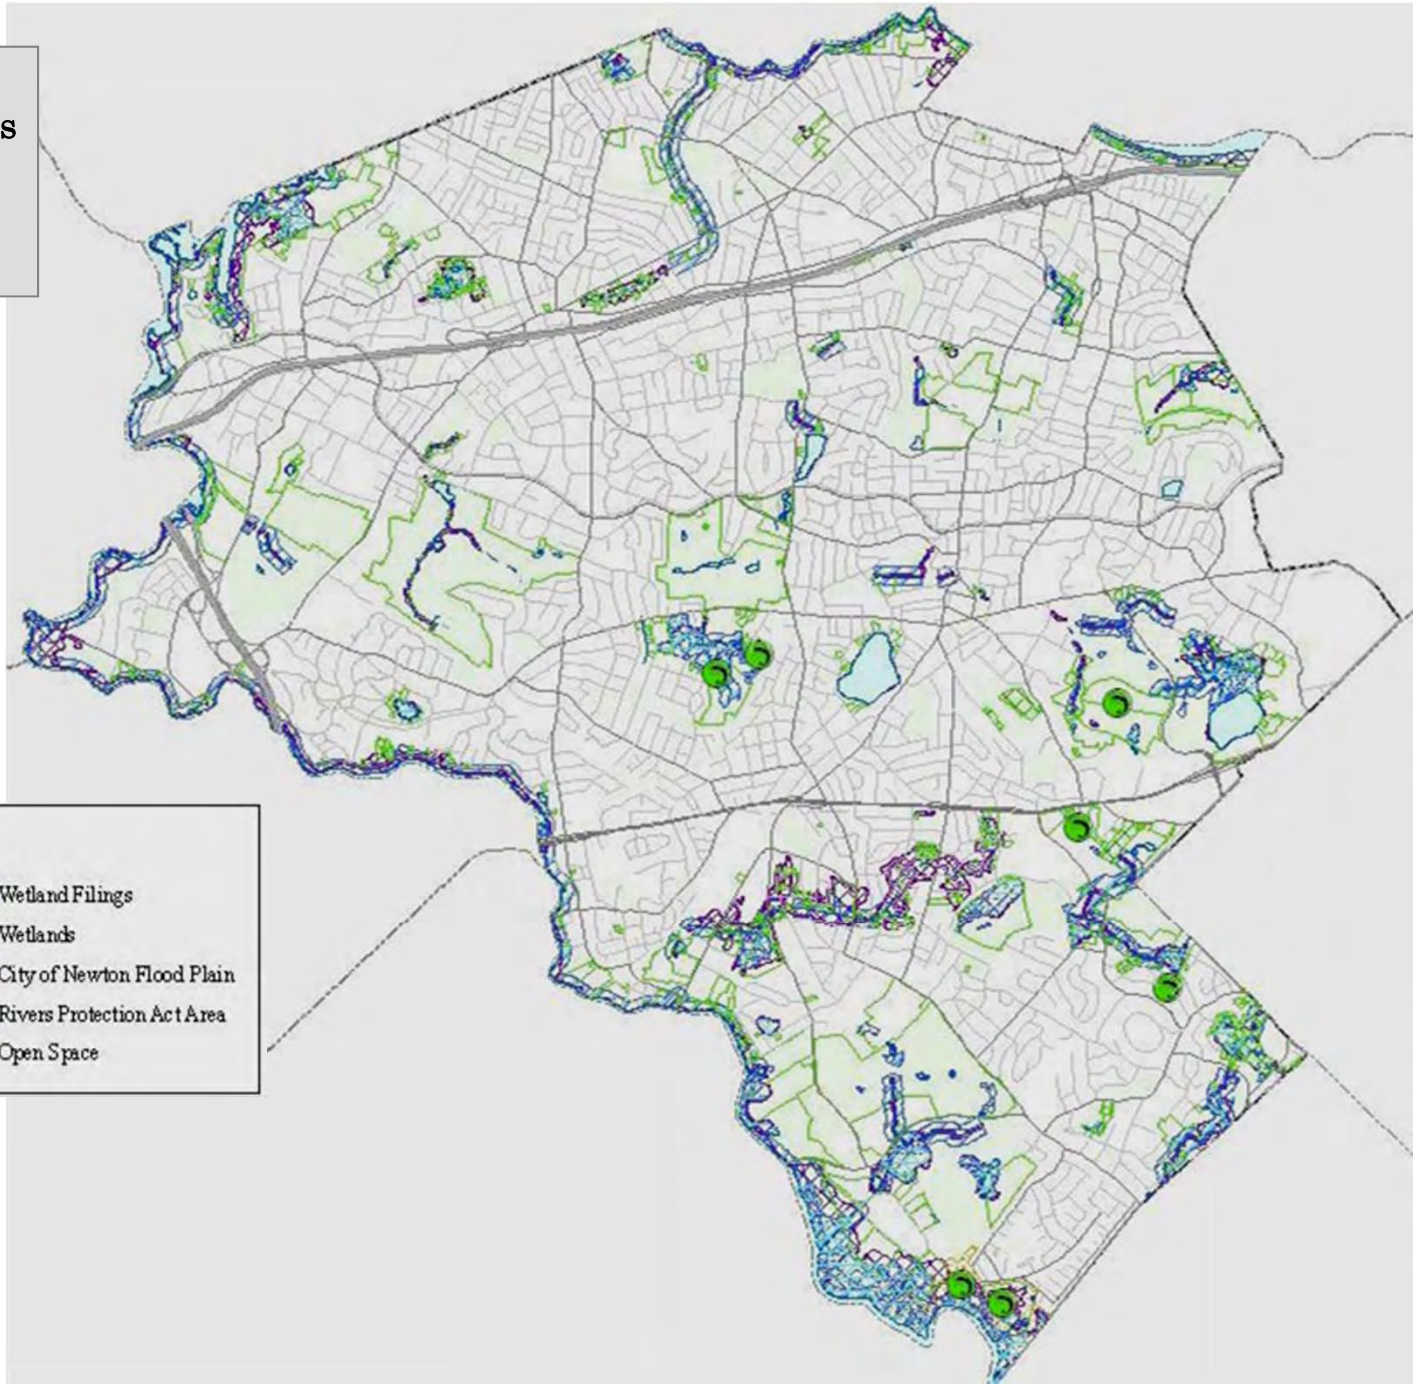 s
Wetland Filings
Wetlands
City of Newton Flood Plain
Rivers Protection Act Area
Open Space